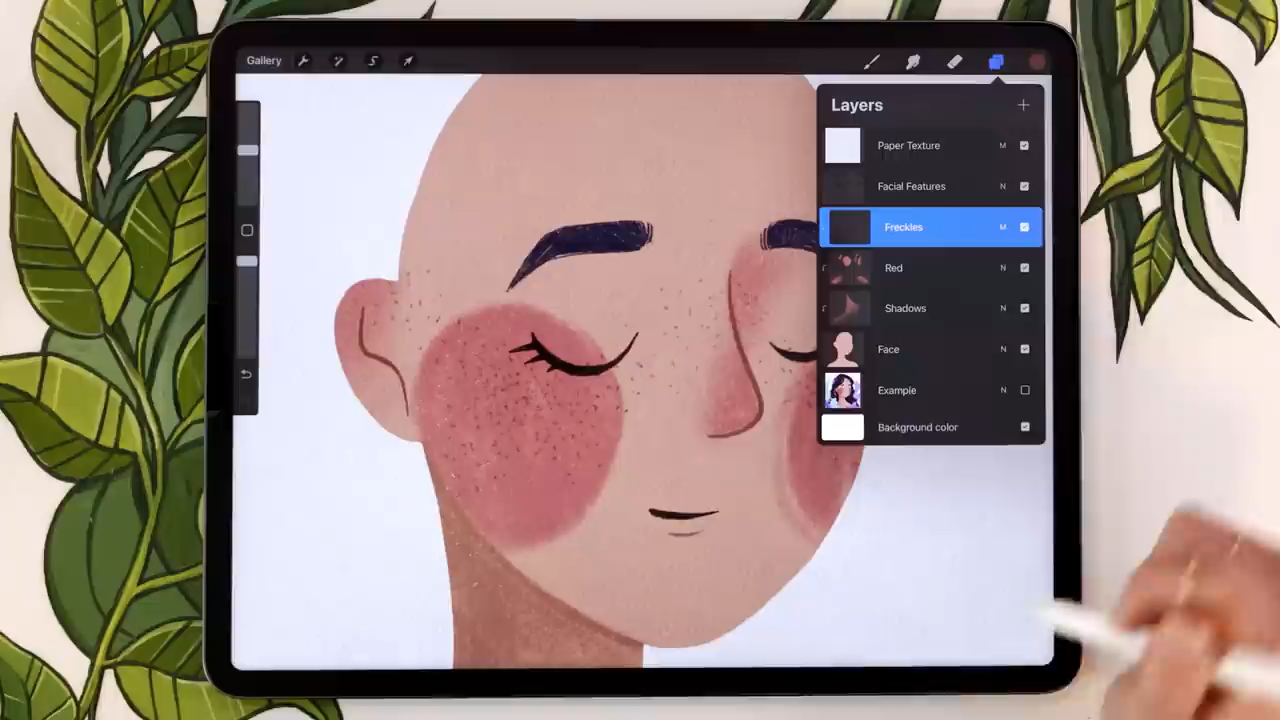 Gallery
Layers
Paper Texture M
Facial Features N
Freckles M
Red N
Shadows N
Face N
Example N
Background color